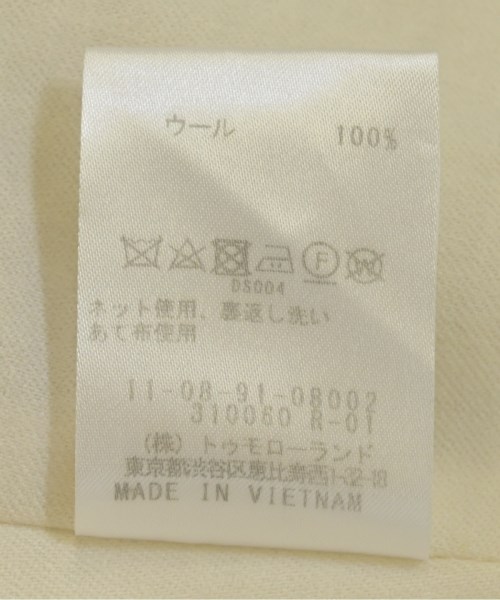 ウール 100%
F W
DS004
ネット使用、裏返し洗い
あて布使用
11-08-91-08002
310060 R-01
(株) トゥモローランド
東京都渋谷区恵比寿西1-32-18
MADE IN VIETNAM